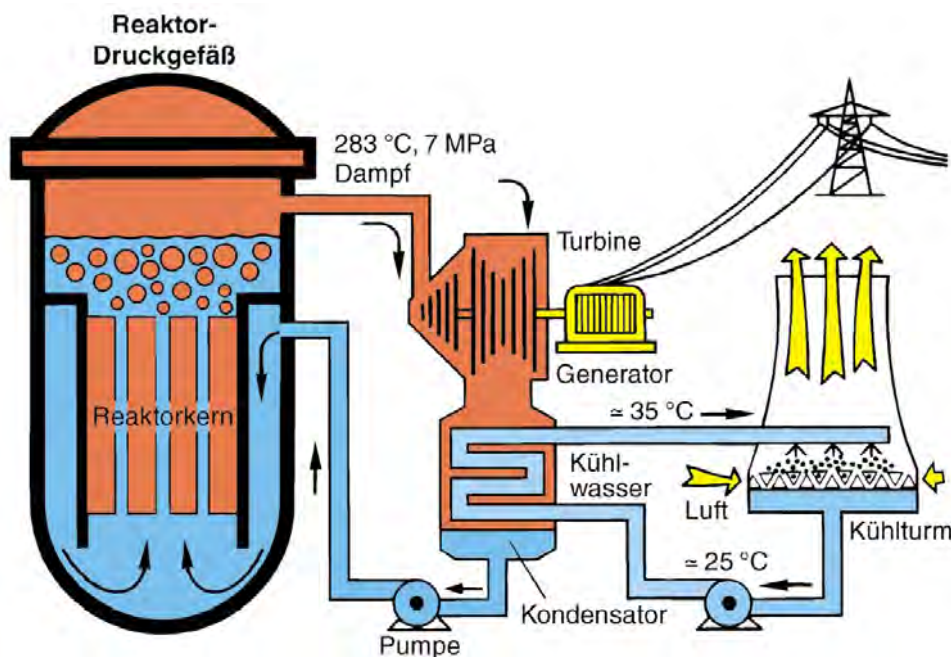 Reaktor-
Druckgefäß
283 °C, 7 MPa
Dampf
Turbine
Generator
Reaktorkern
≃ 35 °C
Kühl-
wasser
Luft
Kühlturm
≃ 25 °C
Kondensator
Pumpe